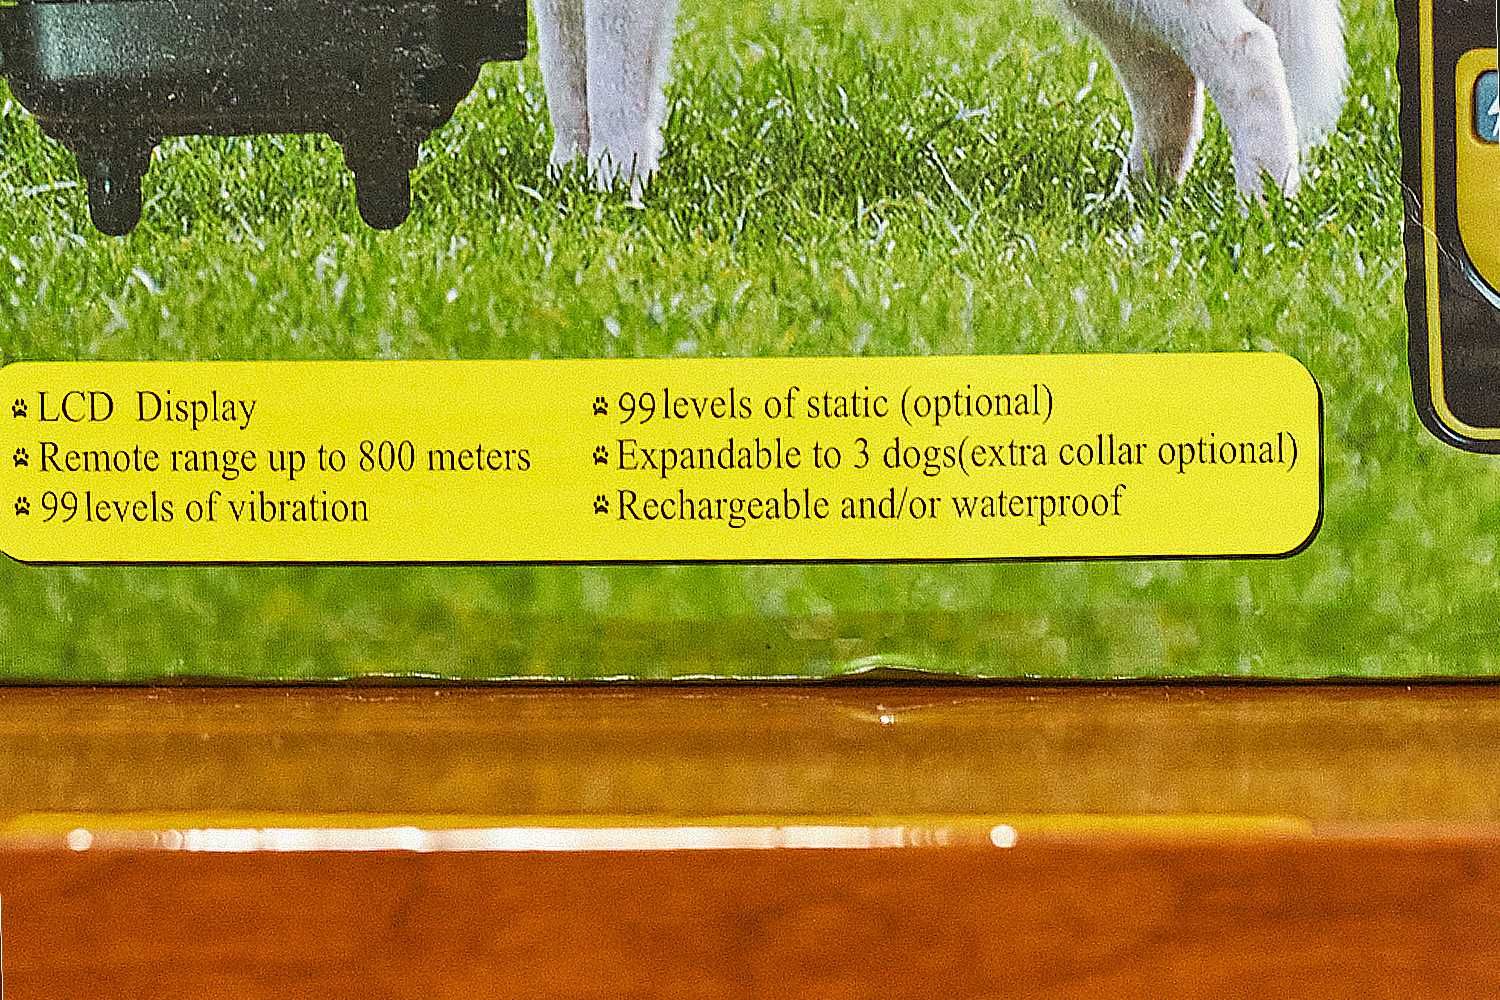 LCD Display
Remote range up to 800 meters
99 levels of vibration
99 levels of static (optional)
Expandable to 3 dogs(extra collar optional)
Rechargeable and/or waterproof